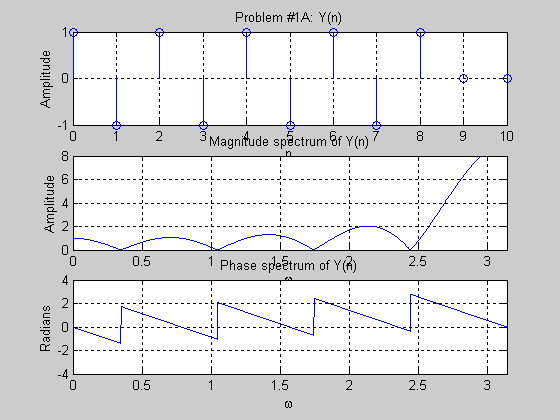 Problem #1A: Y(n)
Amplitude
1
0
-1
0 1 2 3 4 5 6 7 8 9 10
n
Magnitude spectrum of Y(n)
Amplitude
8
6
4
2
0
0 0.5 1 1.5 2 2.5 3
Phase spectrum of Y(n)
Radians
4
2
0
-2
-4
0 0.5 1 1.5 2 2.5 3
ω